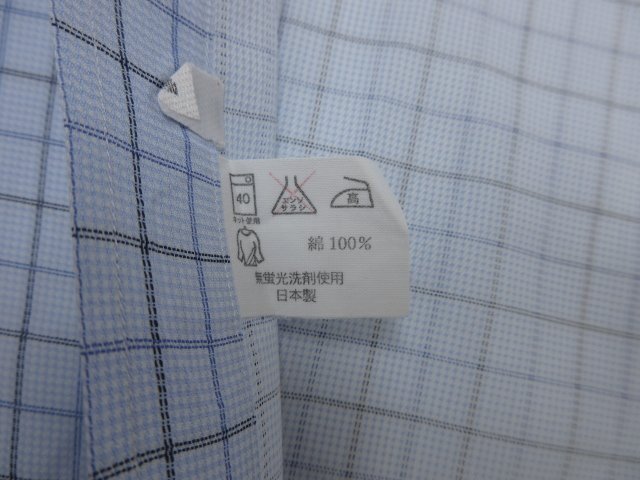 40
エンソ
サラシ
高
ネット使用
綿 100%
無蛍光洗剤使用
日本製